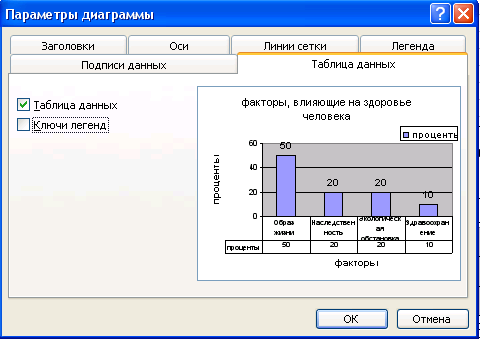 Параметры диаграммы
Заголовки Оси Линии сетки Легенда
Подписи данных Таблица данных
Таблица данных
Ключи легенд
факторы, влияющие на здоровье
человека
проценты
проценты
60
40
20
0
50
20
20
10
Образ
жизни
Наследствен
ность
Экологическ
ая
обстановка
Здравоохран
ение
проценты 50 20 20 10
факторы
ОК Отмена